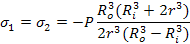 σ₁ = σ₂ = −P R_o³(R_i³ + 2r³) / 2r³(R_o³ − R_i³)